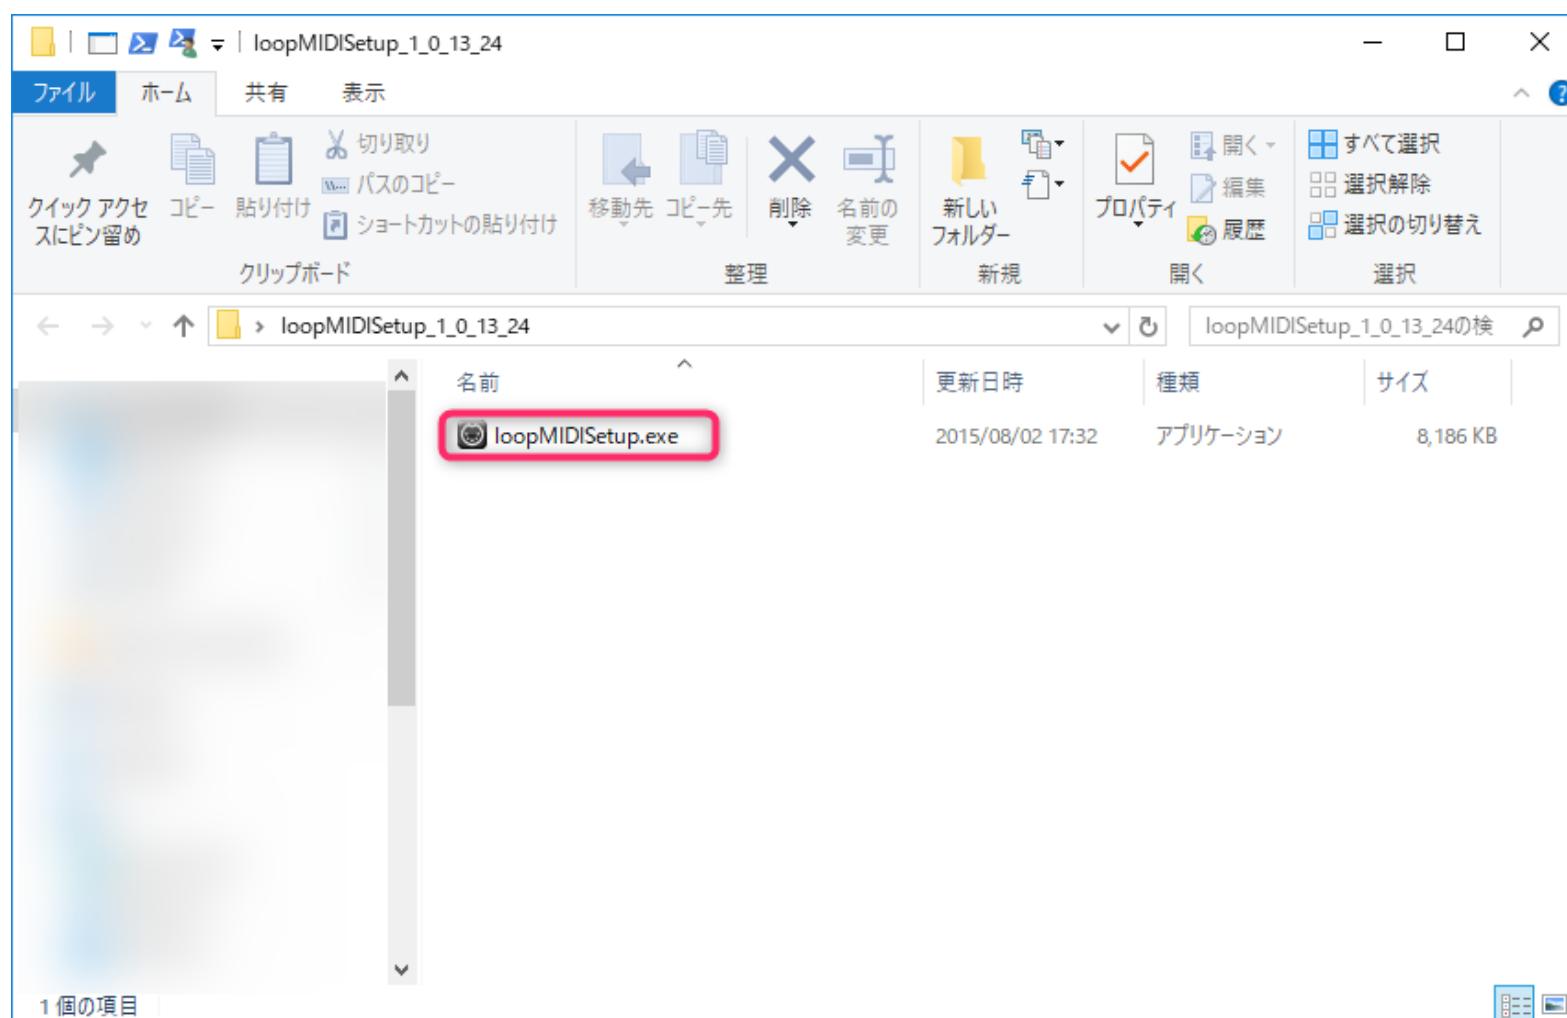 loopMIDISetup_1_0_13_24
ファイル ホーム 共有 表示
クイック アクセスにピン留め
コピー
貼り付け
切り取り
パスのコピー
ショートカットの貼り付け
クリップボード
移動先
コピー先
削除
名前の変更
整理
新しいフォルダー
新規
プロパティ
開く
編集
履歴
開く
すべて選択
選択解除
選択の切り替え
選択
loopMIDISetup_1_0_13_24
loopMIDISetup_1_0_13_24の検
名前 更新日時 種類 サイズ
loopMIDISetup.exe 2015/08/02 17:32 アプリケーション 8,186 KB
1 個の項目